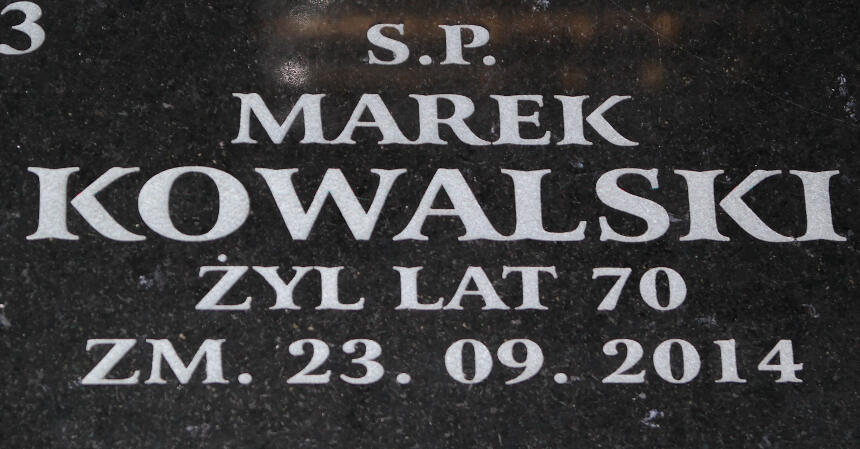 3
S.P.
MAREK
KOWALSKI
ŻYL LAT 70
ZM. 23. 09. 2014